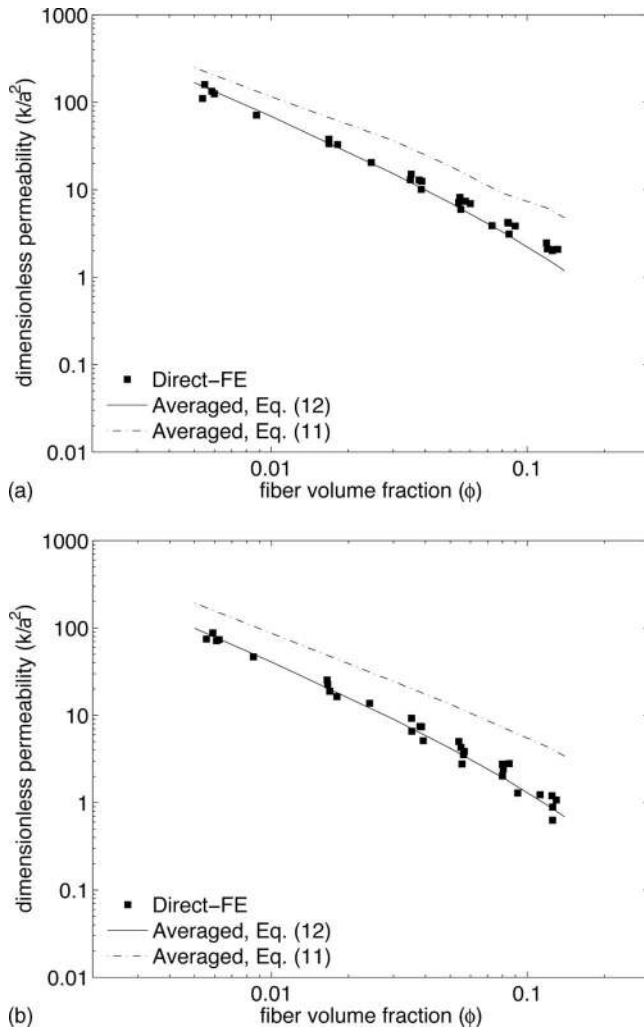 1000
100
10
1
0.1
0.01
dimensionless permeability (k/a²)
Direct−FE
Averaged, Eq. (12)
Averaged, Eq. (11)
0.01
0.1
(a)
fiber volume fraction (ϕ)
1000
100
10
1
0.1
0.01
dimensionless permeability (k/a²)
Direct−FE
Averaged, Eq. (12)
Averaged, Eq. (11)
0.01
0.1
(b)
fiber volume fraction (ϕ)